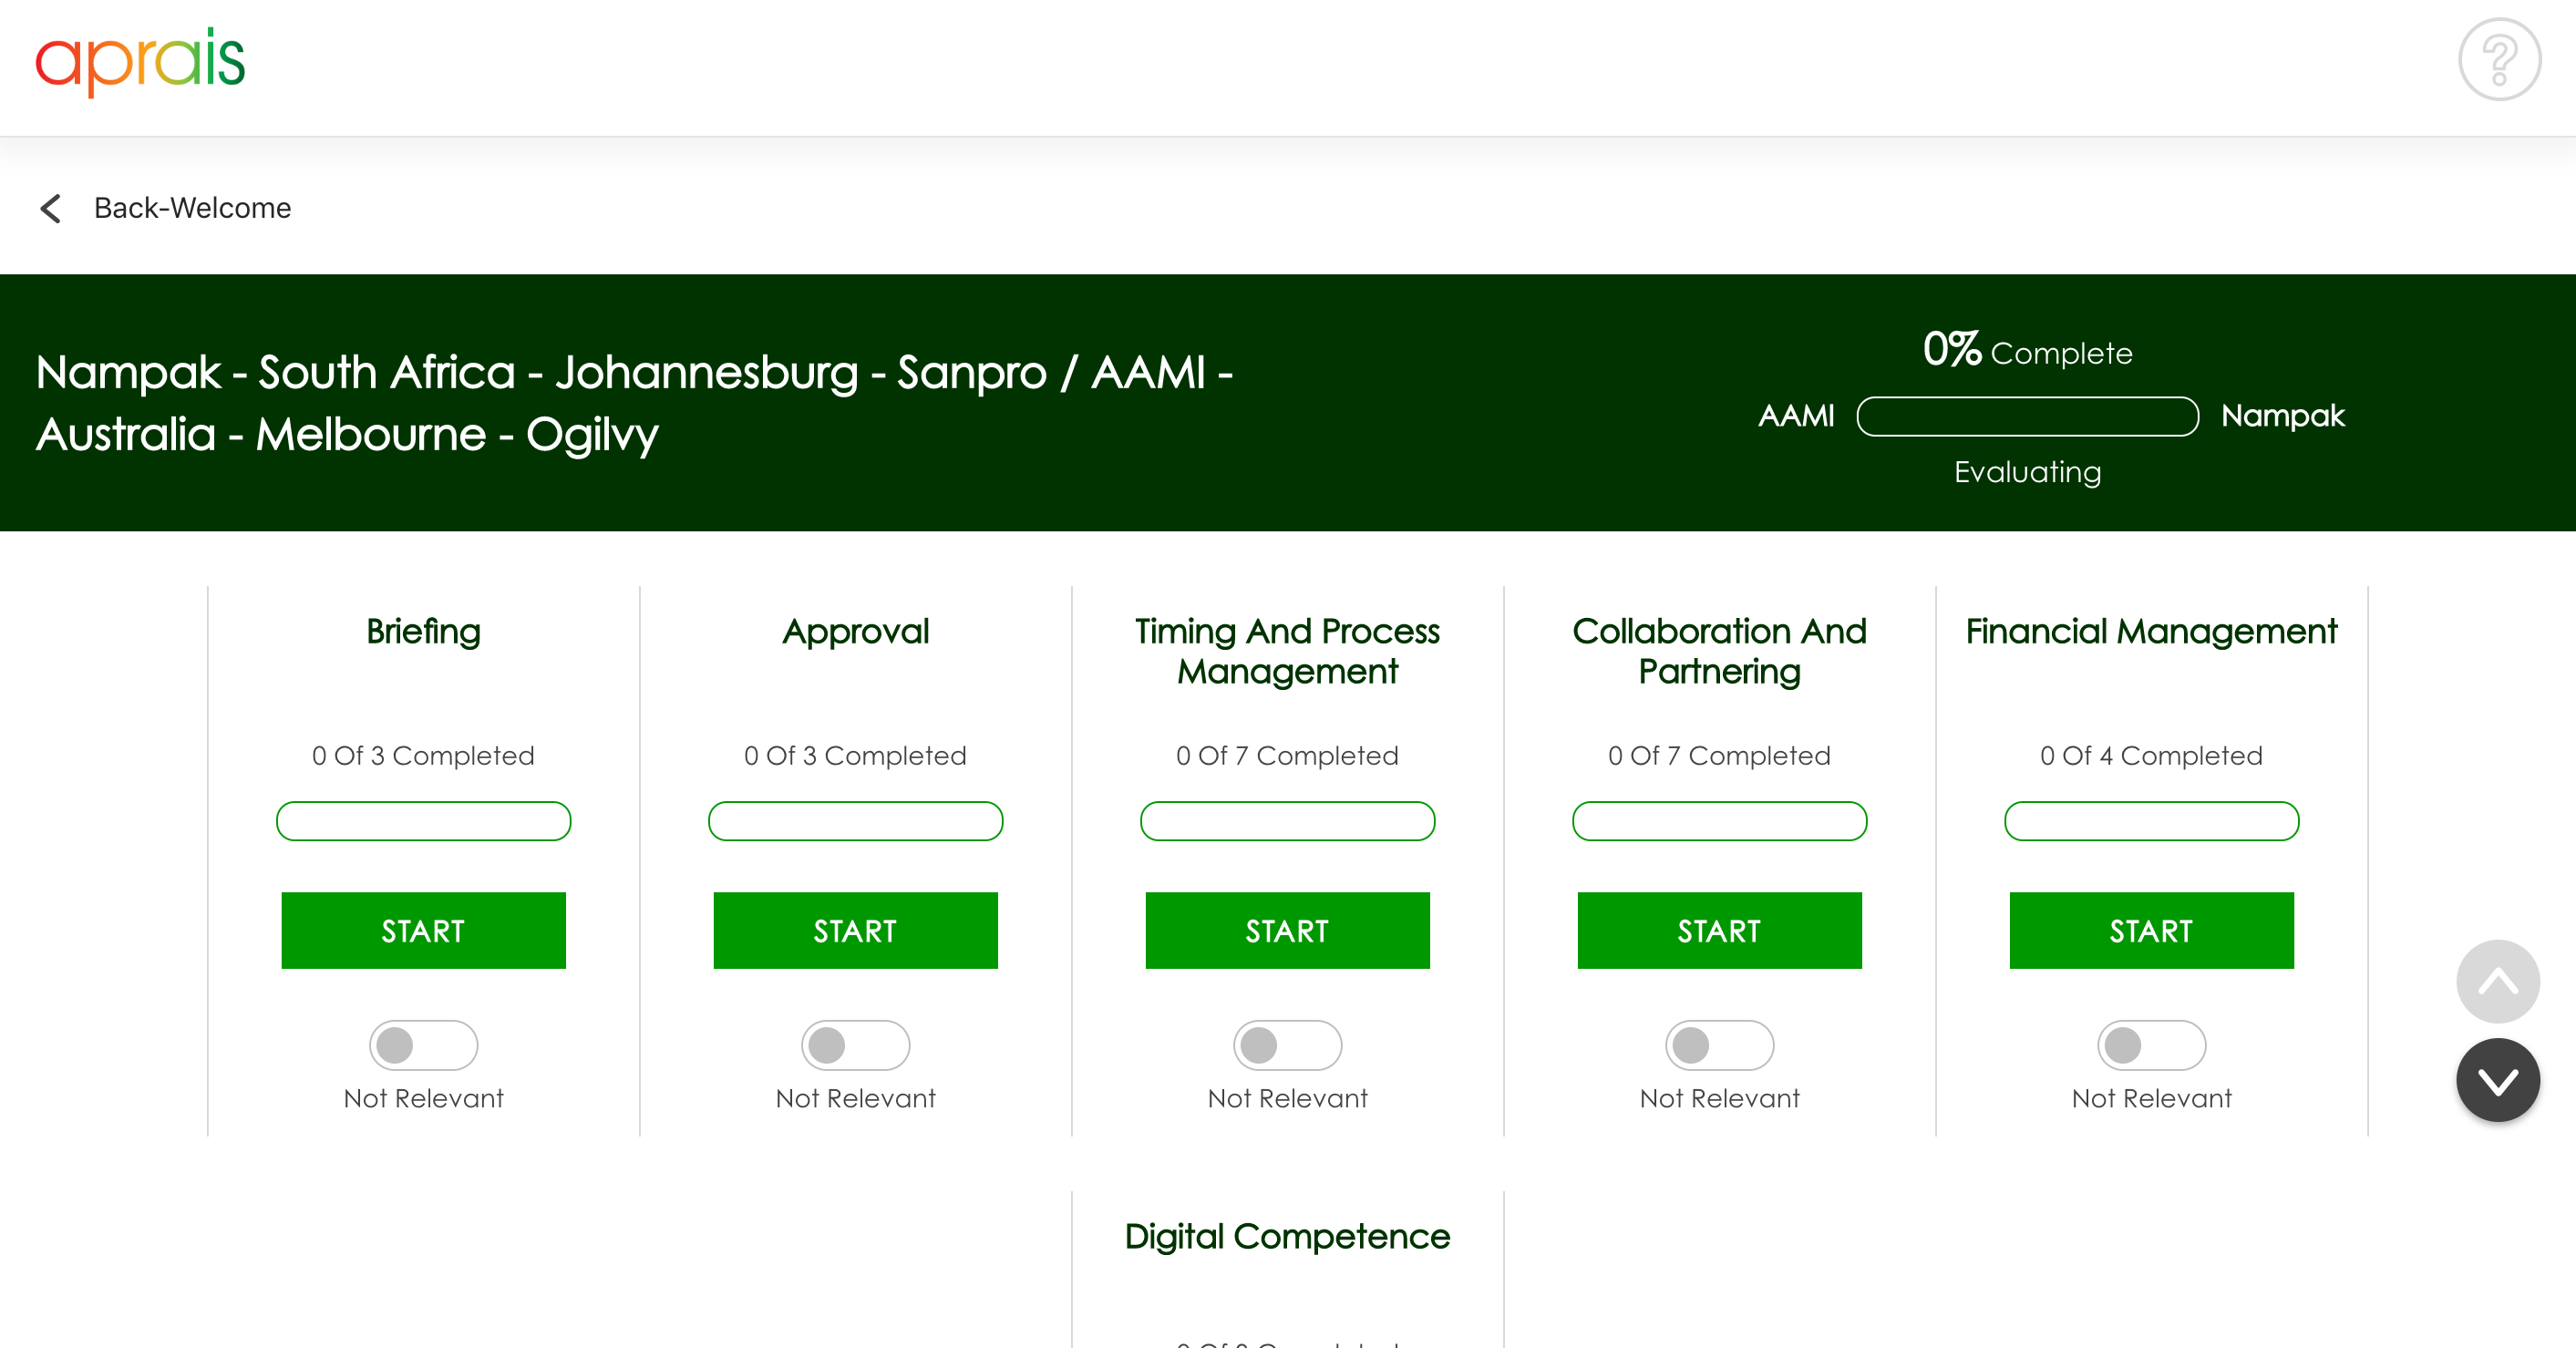 aprais
Back-Welcome
Nampak - South Africa - Johannesburg - Sanpro / AAMI -
Australia - Melbourne - Ogilvy
0% Complete
AAMI Nampak
Evaluating
Briefing
0 Of 3 Completed
START
Not Relevant
Approval
0 Of 3 Completed
START
Not Relevant
Timing And Process
Management
0 Of 7 Completed
START
Not Relevant
Collaboration And
Partnering
0 Of 7 Completed
START
Not Relevant
Financial Management
0 Of 4 Completed
START
Not Relevant
Digital Competence